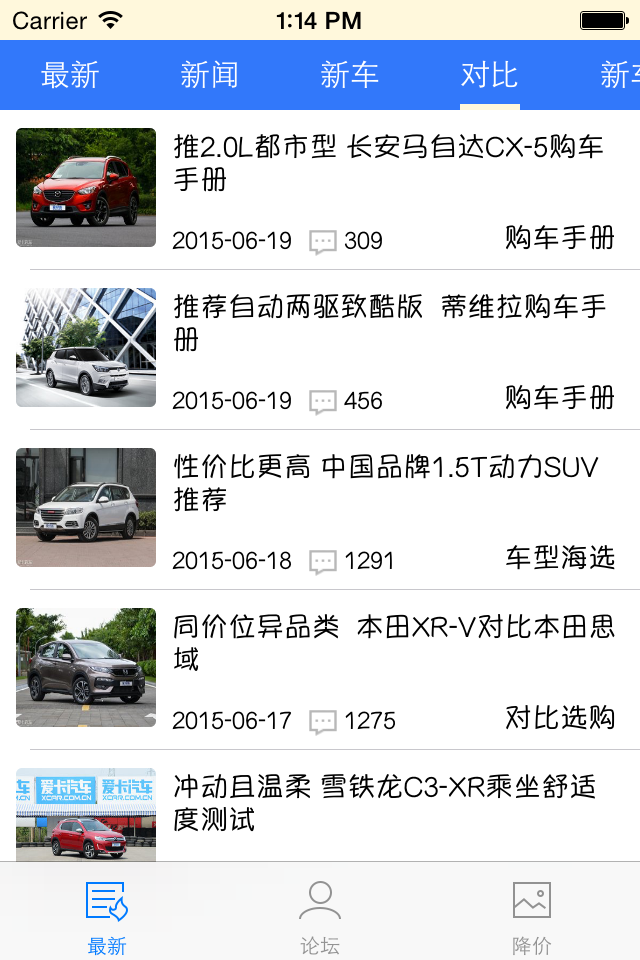 Carrier 1:14 PM
最新 新闻 新车 对比 新车
推2.0L都市型 长安马自达CX-5购车
手册
2015-06-19 309 购车手册
推荐自动两驱致酷版 蒂维拉购车手
册
2015-06-19 456 购车手册
性价比更高 中国品牌1.5T动力SUV
推荐
2015-06-18 1291 车型海选
同价位异品类 本田XR-V对比本田思
域
2015-06-17 1275 对比选购
爱卡汽车
XCAR.COM.CN
冲动且温柔 雪铁龙C3-XR乘坐舒适
度测试
最新 论坛 降价